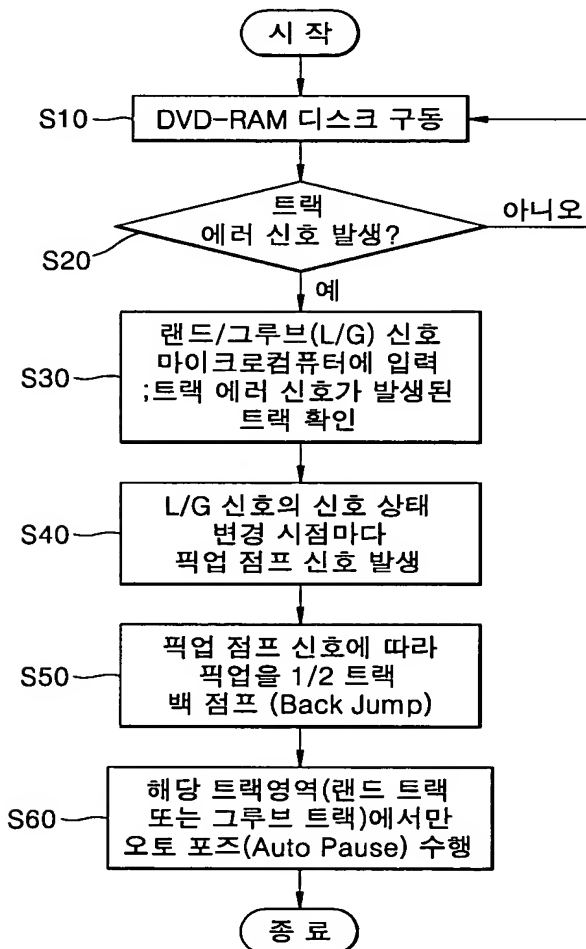 시 작
S10
DVD-RAM 디스크 구동
트랙
에러 신호 발생?
아니오
S20
예
랜드/그루브(L/G) 신호
마이크로컴퓨터에 입력
;트랙 에러 신호가 발생된
트랙 확인
S30
L/G 신호의 신호 상태
변경 시점마다
픽업 점프 신호 발생
S40
픽업 점프 신호에 따라
픽업을 1/2 트랙
백 점프 (Back Jump)
S50
해당 트랙영역(랜드 트랙
또는 그루브 트랙)에서만
오토 포즈(Auto Pause) 수행
S60
종 료